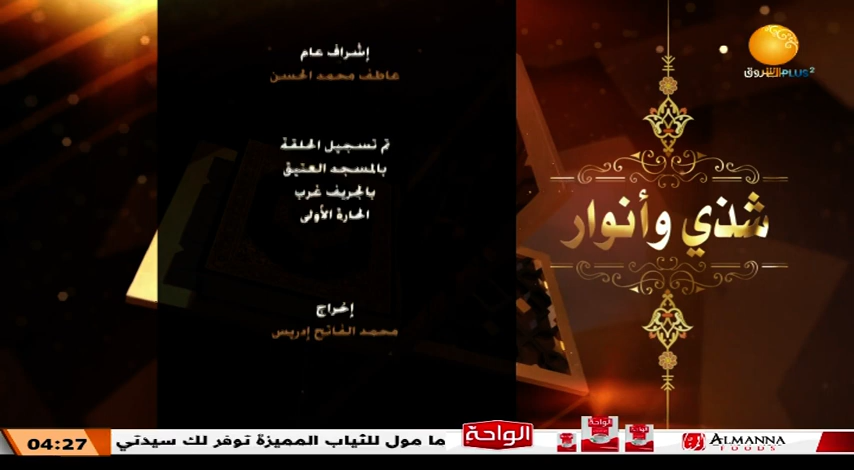 الشروق PLUS²
إشراف عام
عاطف محمد الحسن
تم تسجيل الحلقة
بالمسجد العتيق
بالجريف غرب
الحارة الأولى
شذي وأنوار
إخراج
محمد الفاتح إدريس
04:27
ما مول للثياب المميزة توفر لك سيدتي
الواحة
ALMANNA
FOODS